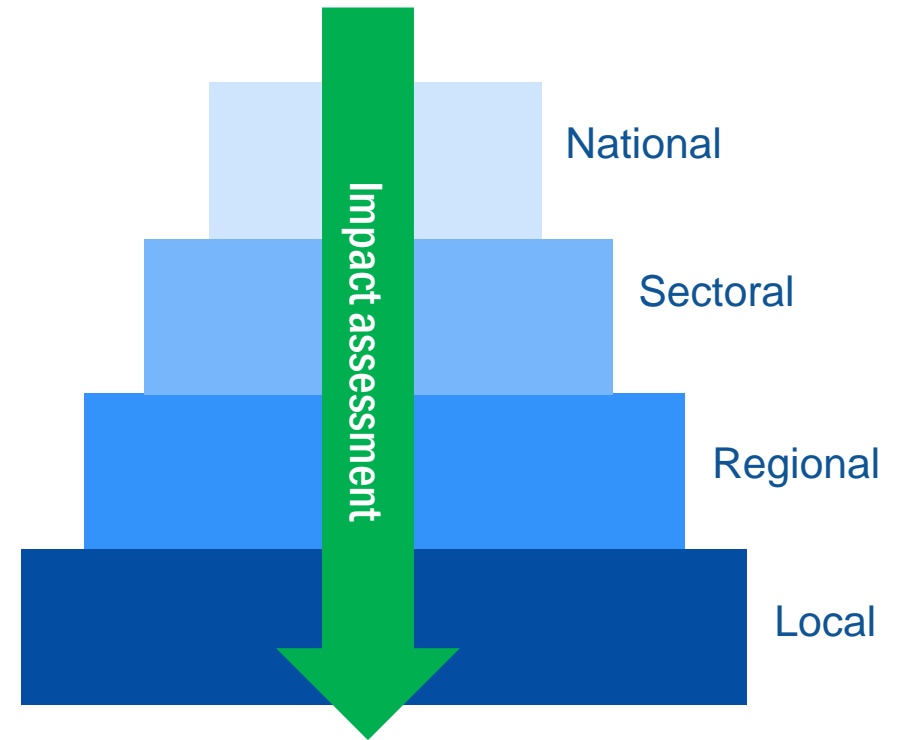 National
Impact assessment
Sectoral
Regional
Local